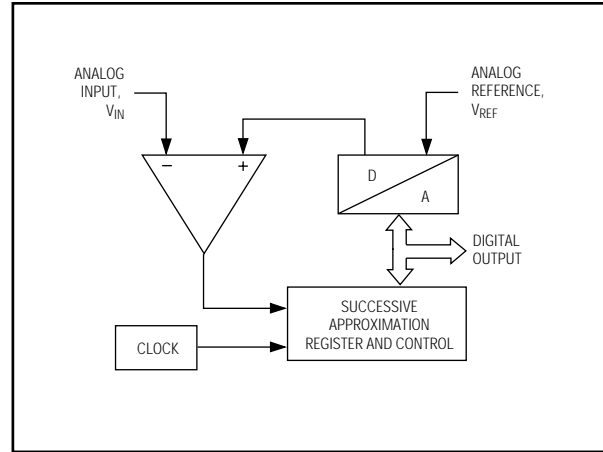 ANALOG
INPUT,
VIN
ANALOG
REFERENCE,
VREF
–
+
D
A
DIGITAL
OUTPUT
SUCCESSIVE
APPROXIMATION
REGISTER AND CONTROL
CLOCK